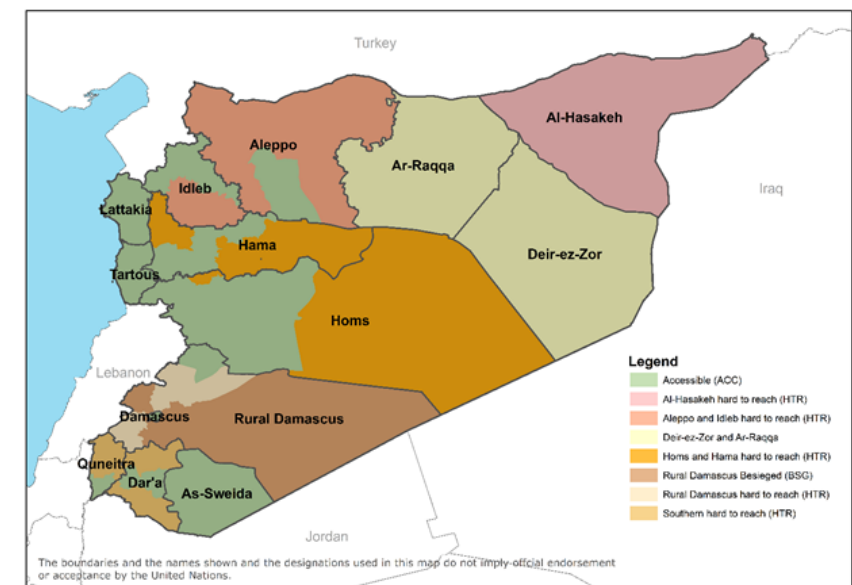 Turkey
Al-Hasakeh
Aleppo
Ar-Raqqa
Idleb
Iraq
Lattakia
Hama
Deir-ez-Zor
Tartous
Homs
Lebanon
Damascus
Rural Damascus
Quneitra
Dar'a
As-Sweida
Jordan
Legend
Accessible (ACC)
Al-Hasakeh hard to reach (HTR)
Aleppo and Idleb hard to reach (HTR)
Deir-ez-Zor and Ar-Raqqa
Homs and Hama hard to reach (HTR)
Rural Damascus Besieged (BSG)
Rural Damascus hard to reach (HTR)
Southern hard to reach (HTR)
The boundaries and the names shown and the designations used in this map do not imply official endorsement
or acceptance by the United Nations.